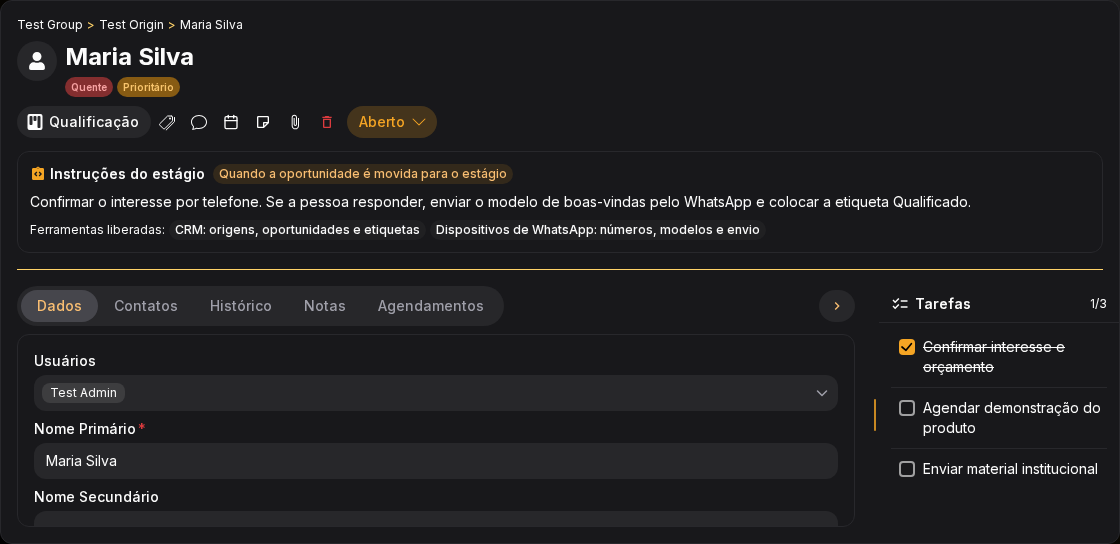 Test Group > Test Origin > Maria Silva
Maria Silva
Quente Prioritário
Qualificação Aberto
Instruções do estágio Quando a oportunidade é movida para o estágio
Confirmar o interesse por telefone. Se a pessoa responder, enviar o modelo de boas-vindas pelo WhatsApp e colocar a etiqueta Qualificado.
Ferramentas liberadas: CRM: origens, oportunidades e etiquetas Dispositivos de WhatsApp: números, modelos e envio
Dados Contatos Histórico Notas Agendamentos
Usuários
Test Admin
Nome Primário *
Maria Silva
Nome Secundário
Tarefas 1/3
Confirmar interesse e
orçamento
Agendar demonstração do
produto
Enviar material institucional